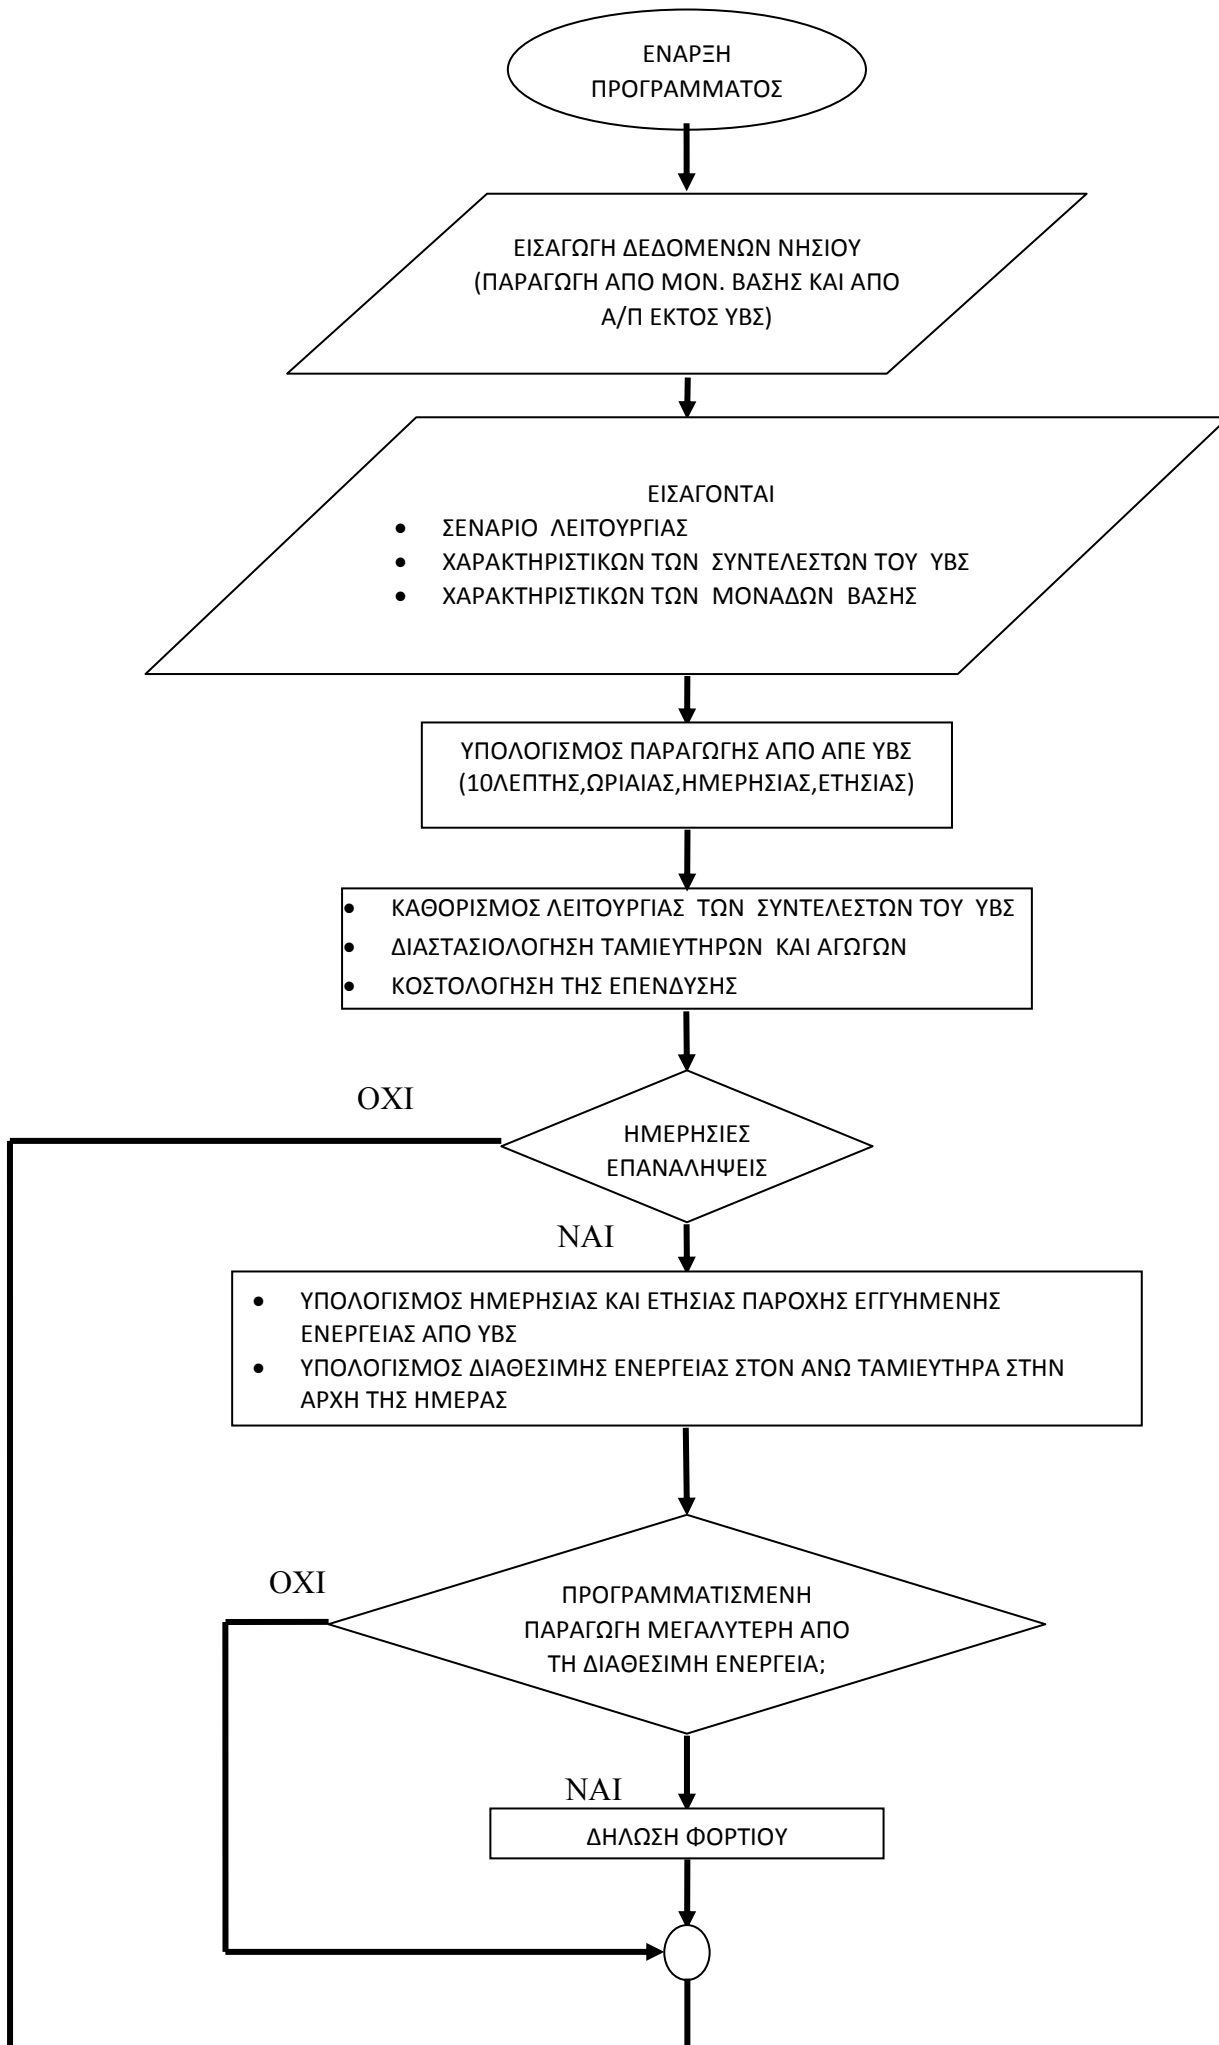 ΕΝΑΡΞΗ
ΠΡΟΓΡΑΜΜΑΤΟΣ
ΕΙΣΑΓΩΓΗ ΔΕΔΟΜΕΝΩΝ ΝΗΣΙΟΥ
(ΠΑΡΑΓΩΓΗ ΑΠΟ ΜΟΝ. ΒΑΣΗΣ ΚΑΙ ΑΠΟ
Α/Π ΕΚΤΟΣ ΥΒΣ)
ΕΙΣΑΓΟΝΤΑΙ
• ΣΕΝΑΡΙΟ ΛΕΙΤΟΥΡΓΙΑΣ
• ΧΑΡΑΚΤΗΡΙΣΤΙΚΩΝ ΤΩΝ ΣΥΝΤΕΛΕΣΤΩΝ ΤΟΥ ΥΒΣ
• ΧΑΡΑΚΤΗΡΙΣΤΙΚΩΝ ΤΩΝ ΜΟΝΑΔΩΝ ΒΑΣΗΣ
ΥΠΟΛΟΓΙΣΜΟΣ ΠΑΡΑΓΩΓΗΣ ΑΠΟ ΑΠΕ ΥΒΣ
(10ΛΕΠΤΗΣ,ΩΡΙΑΙΑΣ,ΗΜΕΡΗΣΙΑΣ,ΕΤΗΣΙΑΣ)
• ΚΑΘΟΡΙΣΜΟΣ ΛΕΙΤΟΥΡΓΙΑΣ ΤΩΝ ΣΥΝΤΕΛΕΣΤΩΝ ΤΟΥ ΥΒΣ
• ΔΙΑΣΤΑΣΙΟΛΟΓΗΣΗ ΤΑΜΙΕΥΤΗΡΩΝ ΚΑΙ ΑΓΩΓΩΝ
• ΚΟΣΤΟΛΟΓΗΣΗ ΤΗΣ ΕΠΕΝΔΥΣΗΣ
ΟΧΙ
ΗΜΕΡΗΣΙΕΣ
ΕΠΑΝΑΛΗΨΕΙΣ
ΝΑΙ
• ΥΠΟΛΟΓΙΣΜΟΣ ΗΜΕΡΗΣΙΑΣ ΚΑΙ ΕΤΗΣΙΑΣ ΠΑΡΟΧΗΣ ΕΓΓΥΗΜΕΝΗΣ
ΕΝΕΡΓΕΙΑΣ ΑΠΟ ΥΒΣ
• ΥΠΟΛΟΓΙΣΜΟΣ ΔΙΑΘΕΣΙΜΗΣ ΕΝΕΡΓΕΙΑΣ ΣΤΟΝ ΑΝΩ ΤΑΜΙΕΥΤΗΡΑ ΣΤΗΝ
ΑΡΧΗ ΤΗΣ ΗΜΕΡΑΣ
ΟΧΙ
ΠΡΟΓΡΑΜΜΑΤΙΣΜΕΝΗ
ΠΑΡΑΓΩΓΗ ΜΕΓΑΛΥΤΕΡΗ ΑΠΟ
ΤΗ ΔΙΑΘΕΣΙΜΗ ΕΝΕΡΓΕΙΑ;
ΝΑΙ
ΔΗΛΩΣΗ ΦΟΡΤΙΟΥ